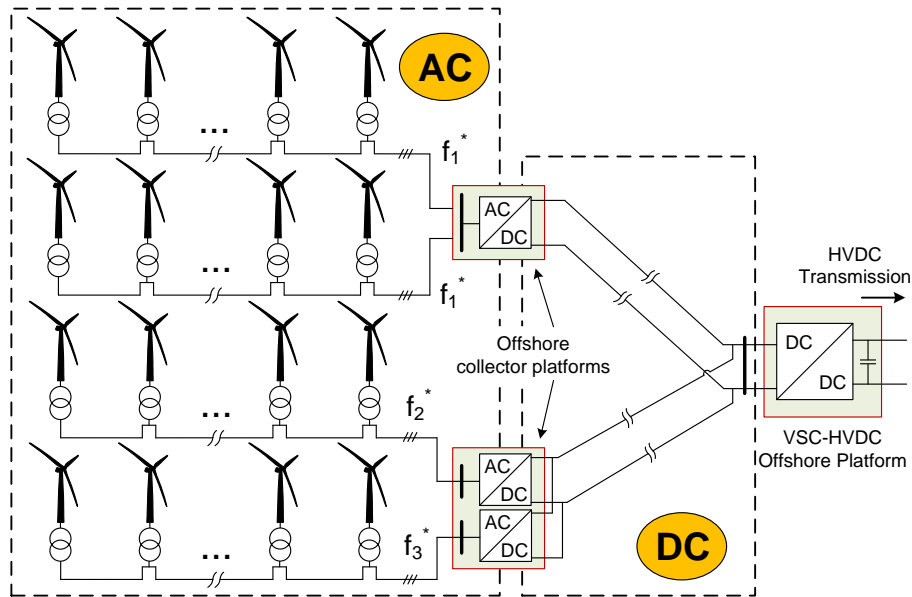 AC
...
f1*
AC
DC
...
f1*
HVDC
Transmission
Offshore
collector platforms
DC
DC
...
f2*
VSC-HVDC
Offshore Platform
AC
DC
...
f3*
AC
DC
DC